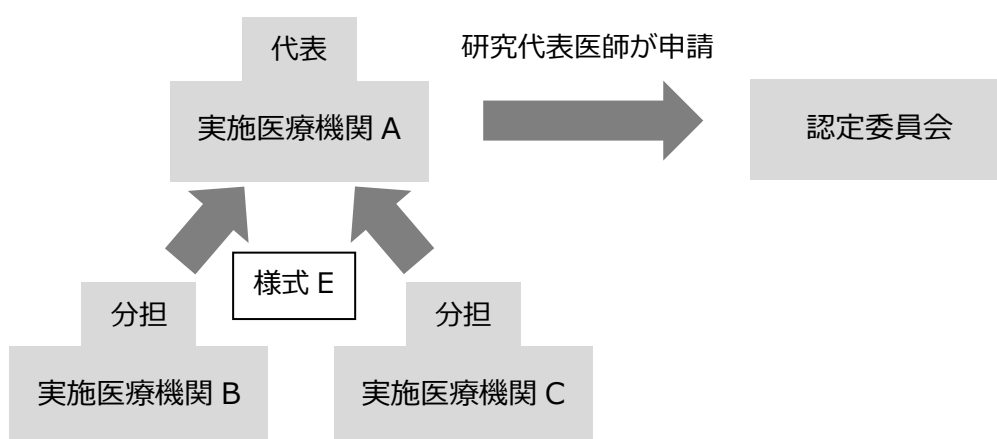 代表
研究代表医師が申請
実施医療機関 A
認定委員会
様式 E
分担
分担
実施医療機関 B
実施医療機関 C